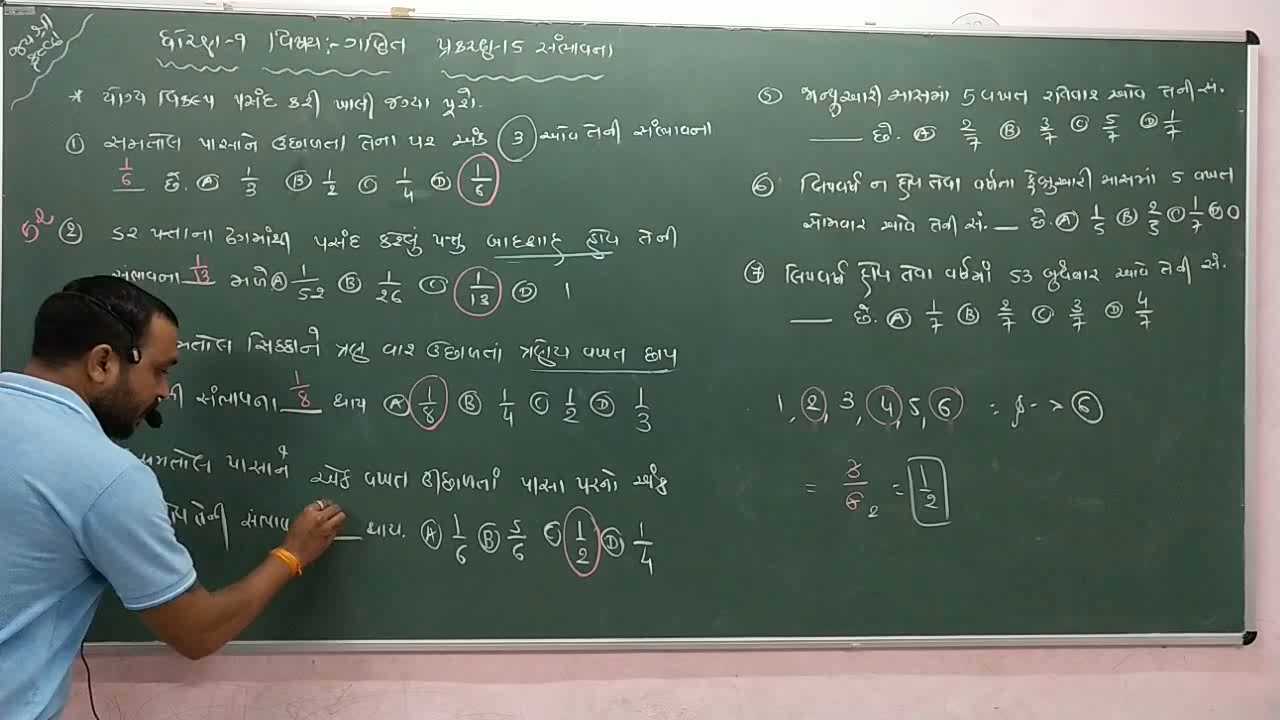 જય શ્રી
ધોરણ-૧ વિષય:-ગણિત પ્રકરણ-15 સંભાવના
* યોગ્ય વિકલ્પ પસંદ કરી ખાલી જગ્યા પૂરો.
① સમતોલ પાસાને ઉછાળતા તેના પર અંક 3 આવે તેની સંભાવના
1/6 છે. Ⓐ 1/3 Ⓑ 1/2 Ⓒ 1/4 Ⓓ 1/6
② 52 પત્તાના ઢગમાંથી પસંદ કરેલું પત્તુ બાદશાહ હોય તેની
સંભાવના 1/13 મળે Ⓐ 1/52 Ⓑ 1/26 Ⓒ 1/13 Ⓓ 1
સિક્કાને ત્રણ વાર ઉછાળતાં ત્રણેય વખત છાપ
સંભાવના 1/8 થાય Ⓐ 1/8 Ⓑ 1/4 Ⓒ 1/2 Ⓓ 1/3
સમતોલ પાસાને એક વખત ઉછાળતાં પાસા પરનો અંક
તેની થાય. Ⓐ 1/6 Ⓑ 5/6 Ⓒ 1/2 Ⓓ 1/4
⑤ જાન્યુઆરી માસમાં 5 વખત રવિવાર આવે તેની સં.
___ છે. Ⓐ 2/7 Ⓑ 3/7 Ⓒ 5/7 Ⓓ 1/7
⑥ લિપવર્ષ ન હોય તેવા વર્ષના ફેબ્રુઆરી માસમાં 5 વખત
સોમવાર આવે તેની સં. ___ છે. Ⓐ 1/5 Ⓑ 2/5 Ⓒ 1/7 Ⓓ 0
⑦ લિપવર્ષ હોય તેવા વર્ષમાં 53 બુધવાર આવે તેની સં.
___ છે. Ⓐ 1/7 Ⓑ 2/7 Ⓒ 3/7 Ⓓ 4/7
1, 2, 3, 4, 5, 6 6
= 3/6 2 = 1/2